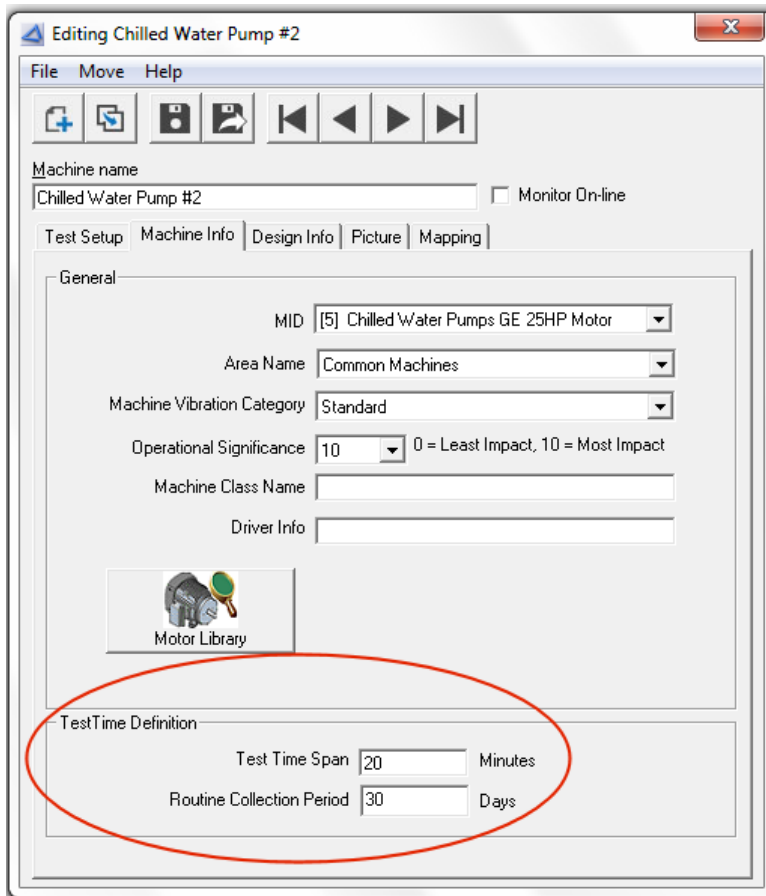 Editing Chilled Water Pump #2
x
File Move Help
Machine name
Chilled Water Pump #2 Monitor On-line
Test Setup Machine Info Design Info Picture Mapping
General
MID [5] Chilled Water Pumps GE 25HP Motor
Area Name Common Machines
Machine Vibration Category Standard
Operational Significance 10 0 = Least Impact, 10 = Most Impact
Machine Class Name
Driver Info
Motor Library
TestTime Definition
Test Time Span 20 Minutes
Routine Collection Period 30 Days